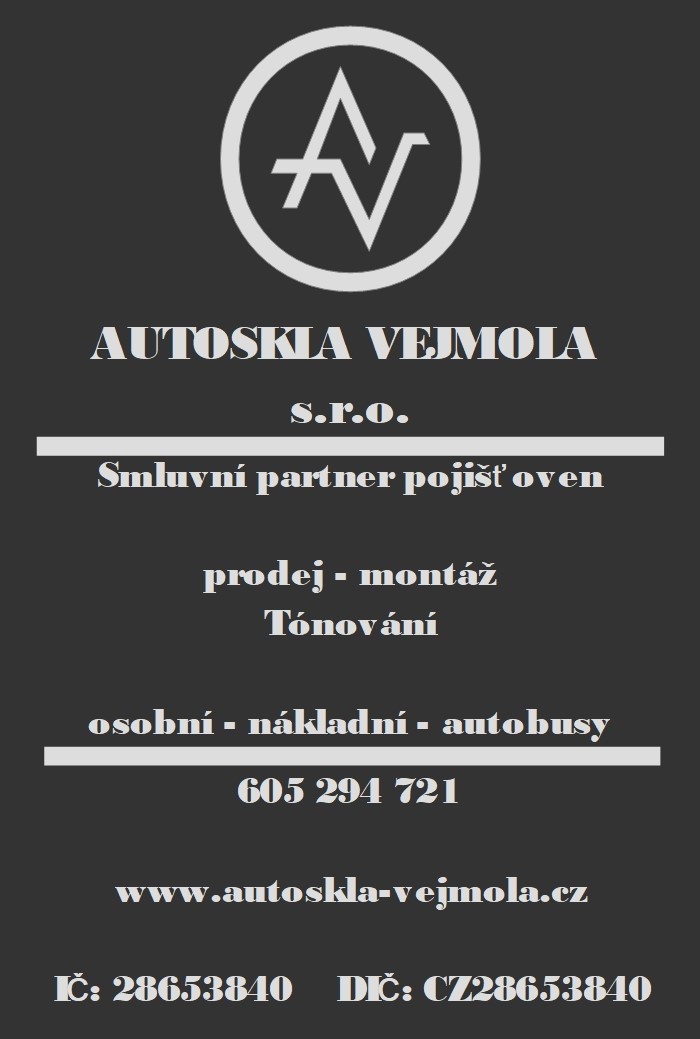 AV
AUTOSKLA VEJMOLA
s.r.o.
Smluvní partner pojišťoven
prodej - montáž
Tónování
osobní - nákladní - autobusy
605 294 721
www.autoskla-vejmola.cz
IČ: 28653840 DIČ: CZ28653840